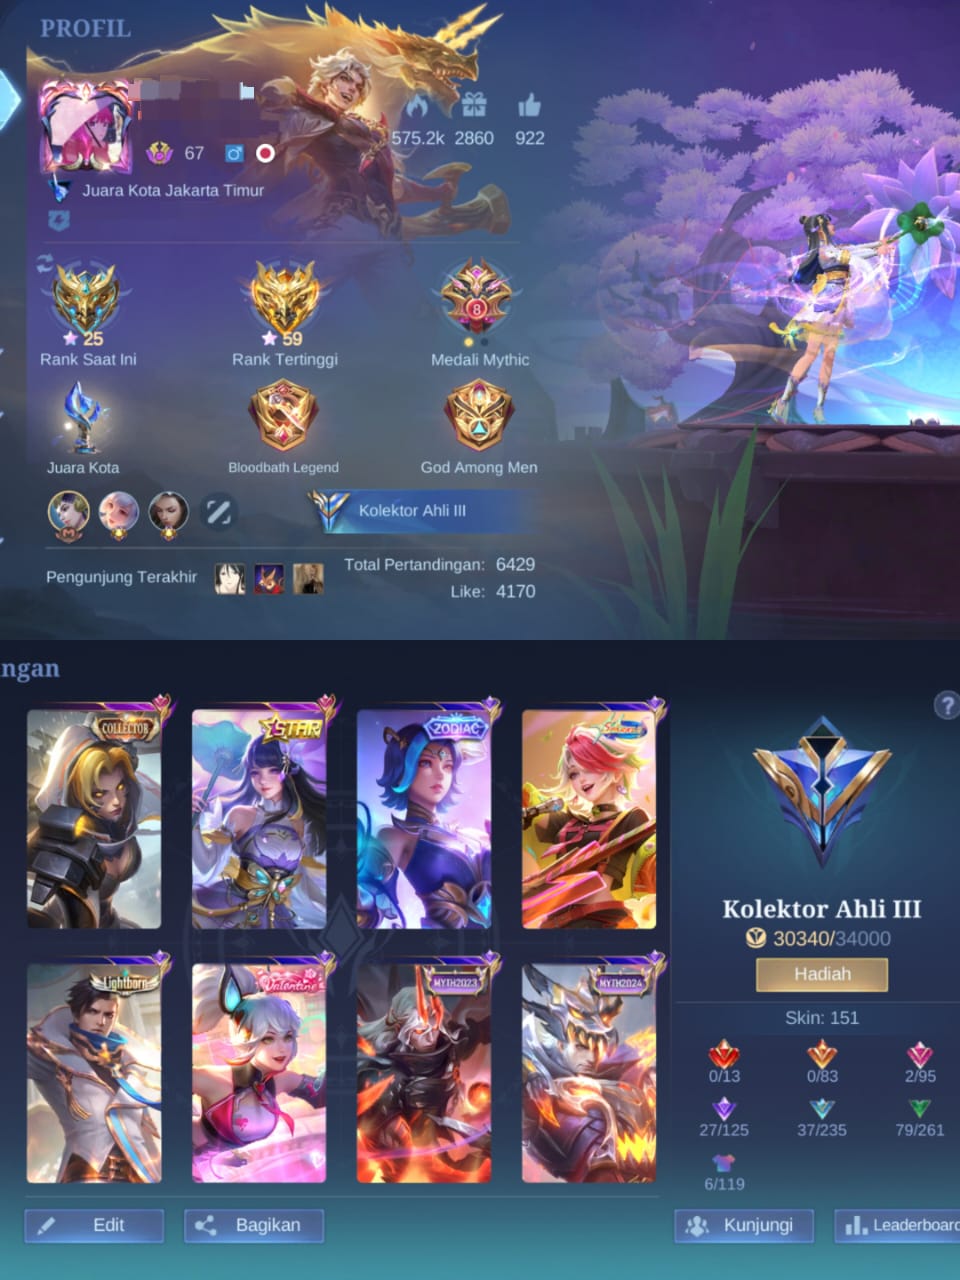 PROFIL
575.2k 2860 922
67
Juara Kota Jakarta Timur
25 59 8
Rank Saat Ini Rank Tertinggi Medali Mythic
Juara Kota Bloodbath Legend God Among Men
Kolektor Ahli III
Pengunjung Terakhir Total Pertandingan: 6429
Like: 4170
ngan
?
COLLECTOR STAR ZODIAC
Kolektor Ahli III
30340/34000
Hadiah
Lightborn Valentine MYTH2023 MYTH2024
Skin: 151
0/13 0/83 2/95
27/125 37/235 79/261
6/119
Edit Bagikan Kunjungi Leaderboard